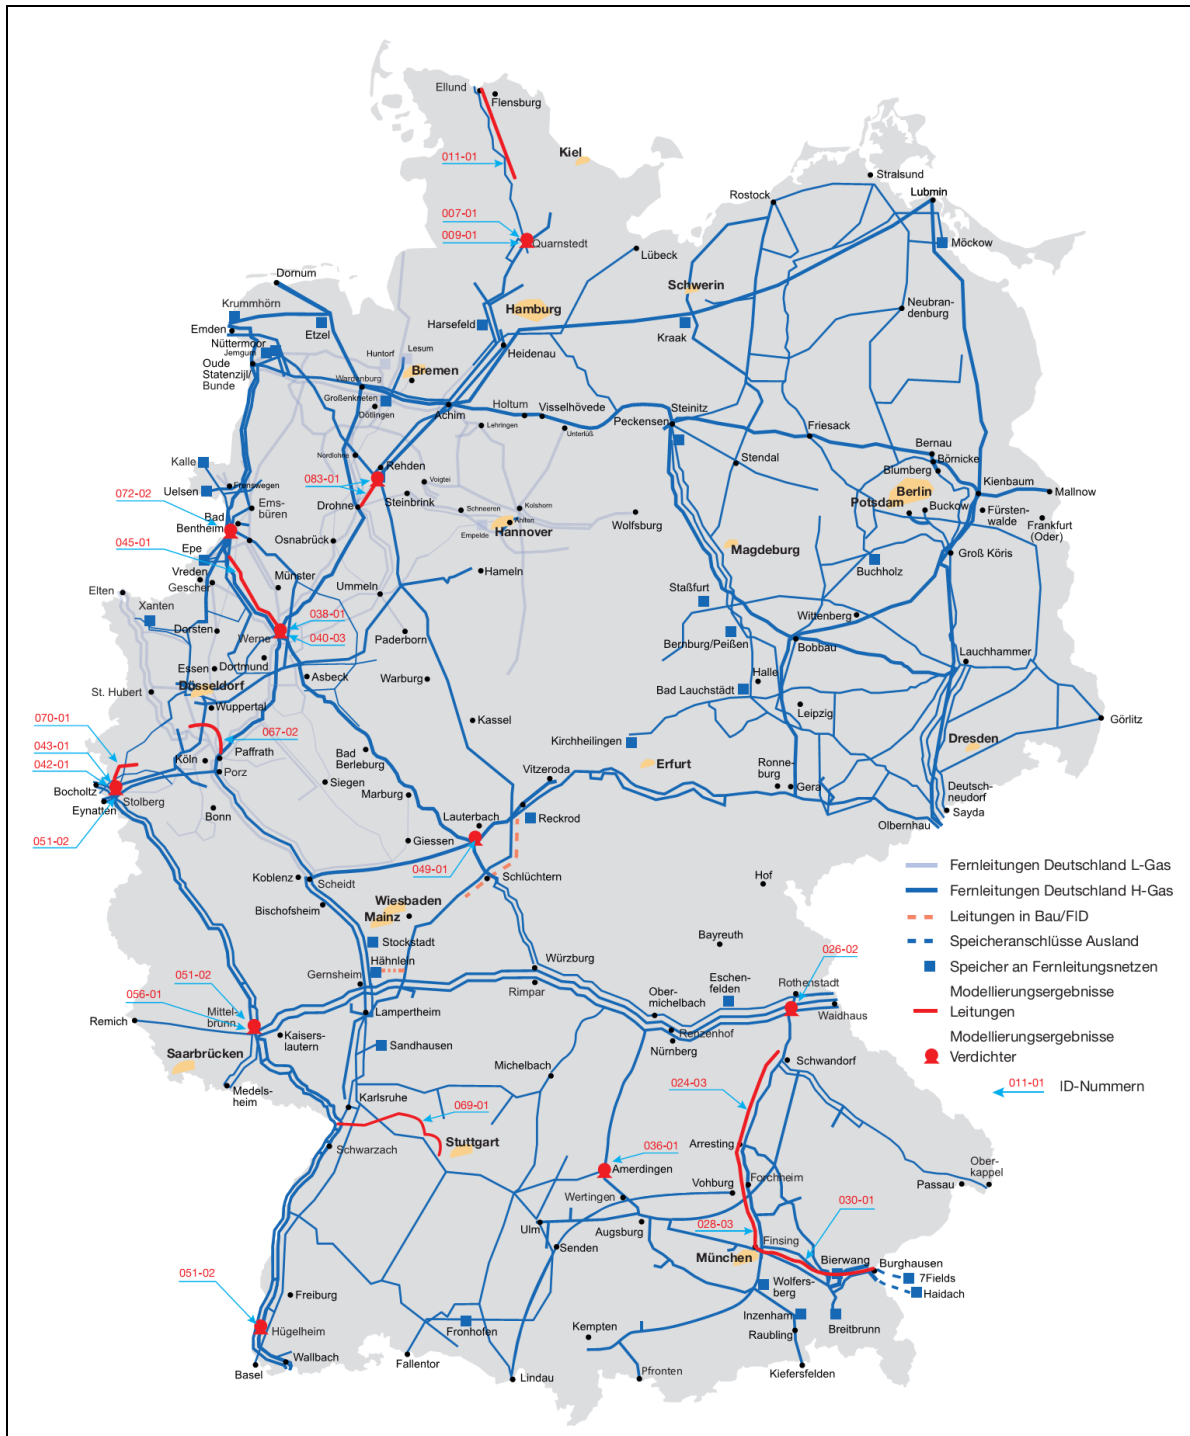 Ellund
Flensburg
011-01
Kiel
Stralsund
Rostock
Lubmin
007-01
009-01
Quarnstedt
Möckow
Lübeck
Dornum
Schwerin
Krummhörn
Hamburg
Neubran-
denburg
Emden
Etzel
Harsefeld
Kraak
Nüttermoor
Jemgum
Huntorf
Lesum
Heidenau
Oude
Statenzijl/
Bunde
Bremen
Wardenburg
Großenkneten
Dötlingen
Achim
Holtum
Visselhövede
Steinitz
Peckensen
Lehringen
Unterlüß
Friesack
Bernau
Börnicke
Blumberg
Nordlohne
Kalle
Rehden
Stendal
Kienbaum
Mallnow
Frenswegen
083-01
Voigtei
Uelsen
Berlin
072-02
Ems-
büren
Drohne
Steinbrink
Potsdam
Buckow
Fürsten-
walde
Frankfurt
(Oder)
Schneeren
Kolshorn
Ahlten
Empelde
Hannover
Wolfsburg
Bad
Bentheim
Osnabrück
Magdeburg
Groß Köris
045-01
Epe
Buchholz
Vreden
Gescher
Münster
Ummeln
Hameln
Elten
Xanten
Staßfurt
038-01
Wittenberg
Dorsten
Werne
040-03
Paderborn
Bernburg/Peißen
Bobbau
Lauchhammer
Essen
Dortmund
Asbeck
Warburg
Halle
St. Hubert
Düsseldorf
Bad Lauchstädt
Wuppertal
Leipzig
070-01
Kassel
Görlitz
043-01
067-02
Kirchheilingen
Dresden
042-01
Köln
Paffrath
Bad
Berleburg
Erfurt
Ronne-
burg
Porz
Vitzeroda
Bocholtz
Siegen
Marburg
Gera
Deutsch-
neudorf
Stolberg
Eynatten
Sayda
Bonn
Lauterbach
Reckrod
Olbernhau
051-02
Giessen
049-01
Koblenz
Scheidt
Schlüchtern
Hof
Bischofsheim
Wiesbaden
Mainz
Fernleitungen Deutschland L-Gas
Fernleitungen Deutschland H-Gas
Leitungen in Bau/FID
Speicheranschlüsse Ausland
Speicher an Fernleitungsnetzen
Modellierungsergebnisse
Leitungen
Modellierungsergebnisse
Verdichter
011-01
ID-Nummern
Stockstadt
Bayreuth
026-02
Hähnlein
Würzburg
051-02
Gernsheim
Eschen-
felden
Rothenstadt
Rimpar
056-01
Ober-
michelbach
Waidhaus
Remich
Mittel-
brunn
Lampertheim
Renzenhof
Kaisers-
lautern
Nürnberg
Sandhausen
Saarbrücken
Michelbach
Schwandorf
Medels-
heim
024-03
Karlsruhe
069-01
Stuttgart
Schwarzach
036-01
Arresting
Ober-
kappel
Amerdingen
Vohburg
Forchheim
Passau
Wertingen
030-01
Ulm
Augsburg
028-03
Finsing
Senden
München
Bierwang
Burghausen
051-02
7Fields
Wolfers-
berg
Haidach
Freiburg
Inzenham
Breitbrunn
Hügelheim
Fronhofen
Kempten
Raubling
Wallbach
Basel
Fallentor
Lindau
Pfronten
Kiefersfelden